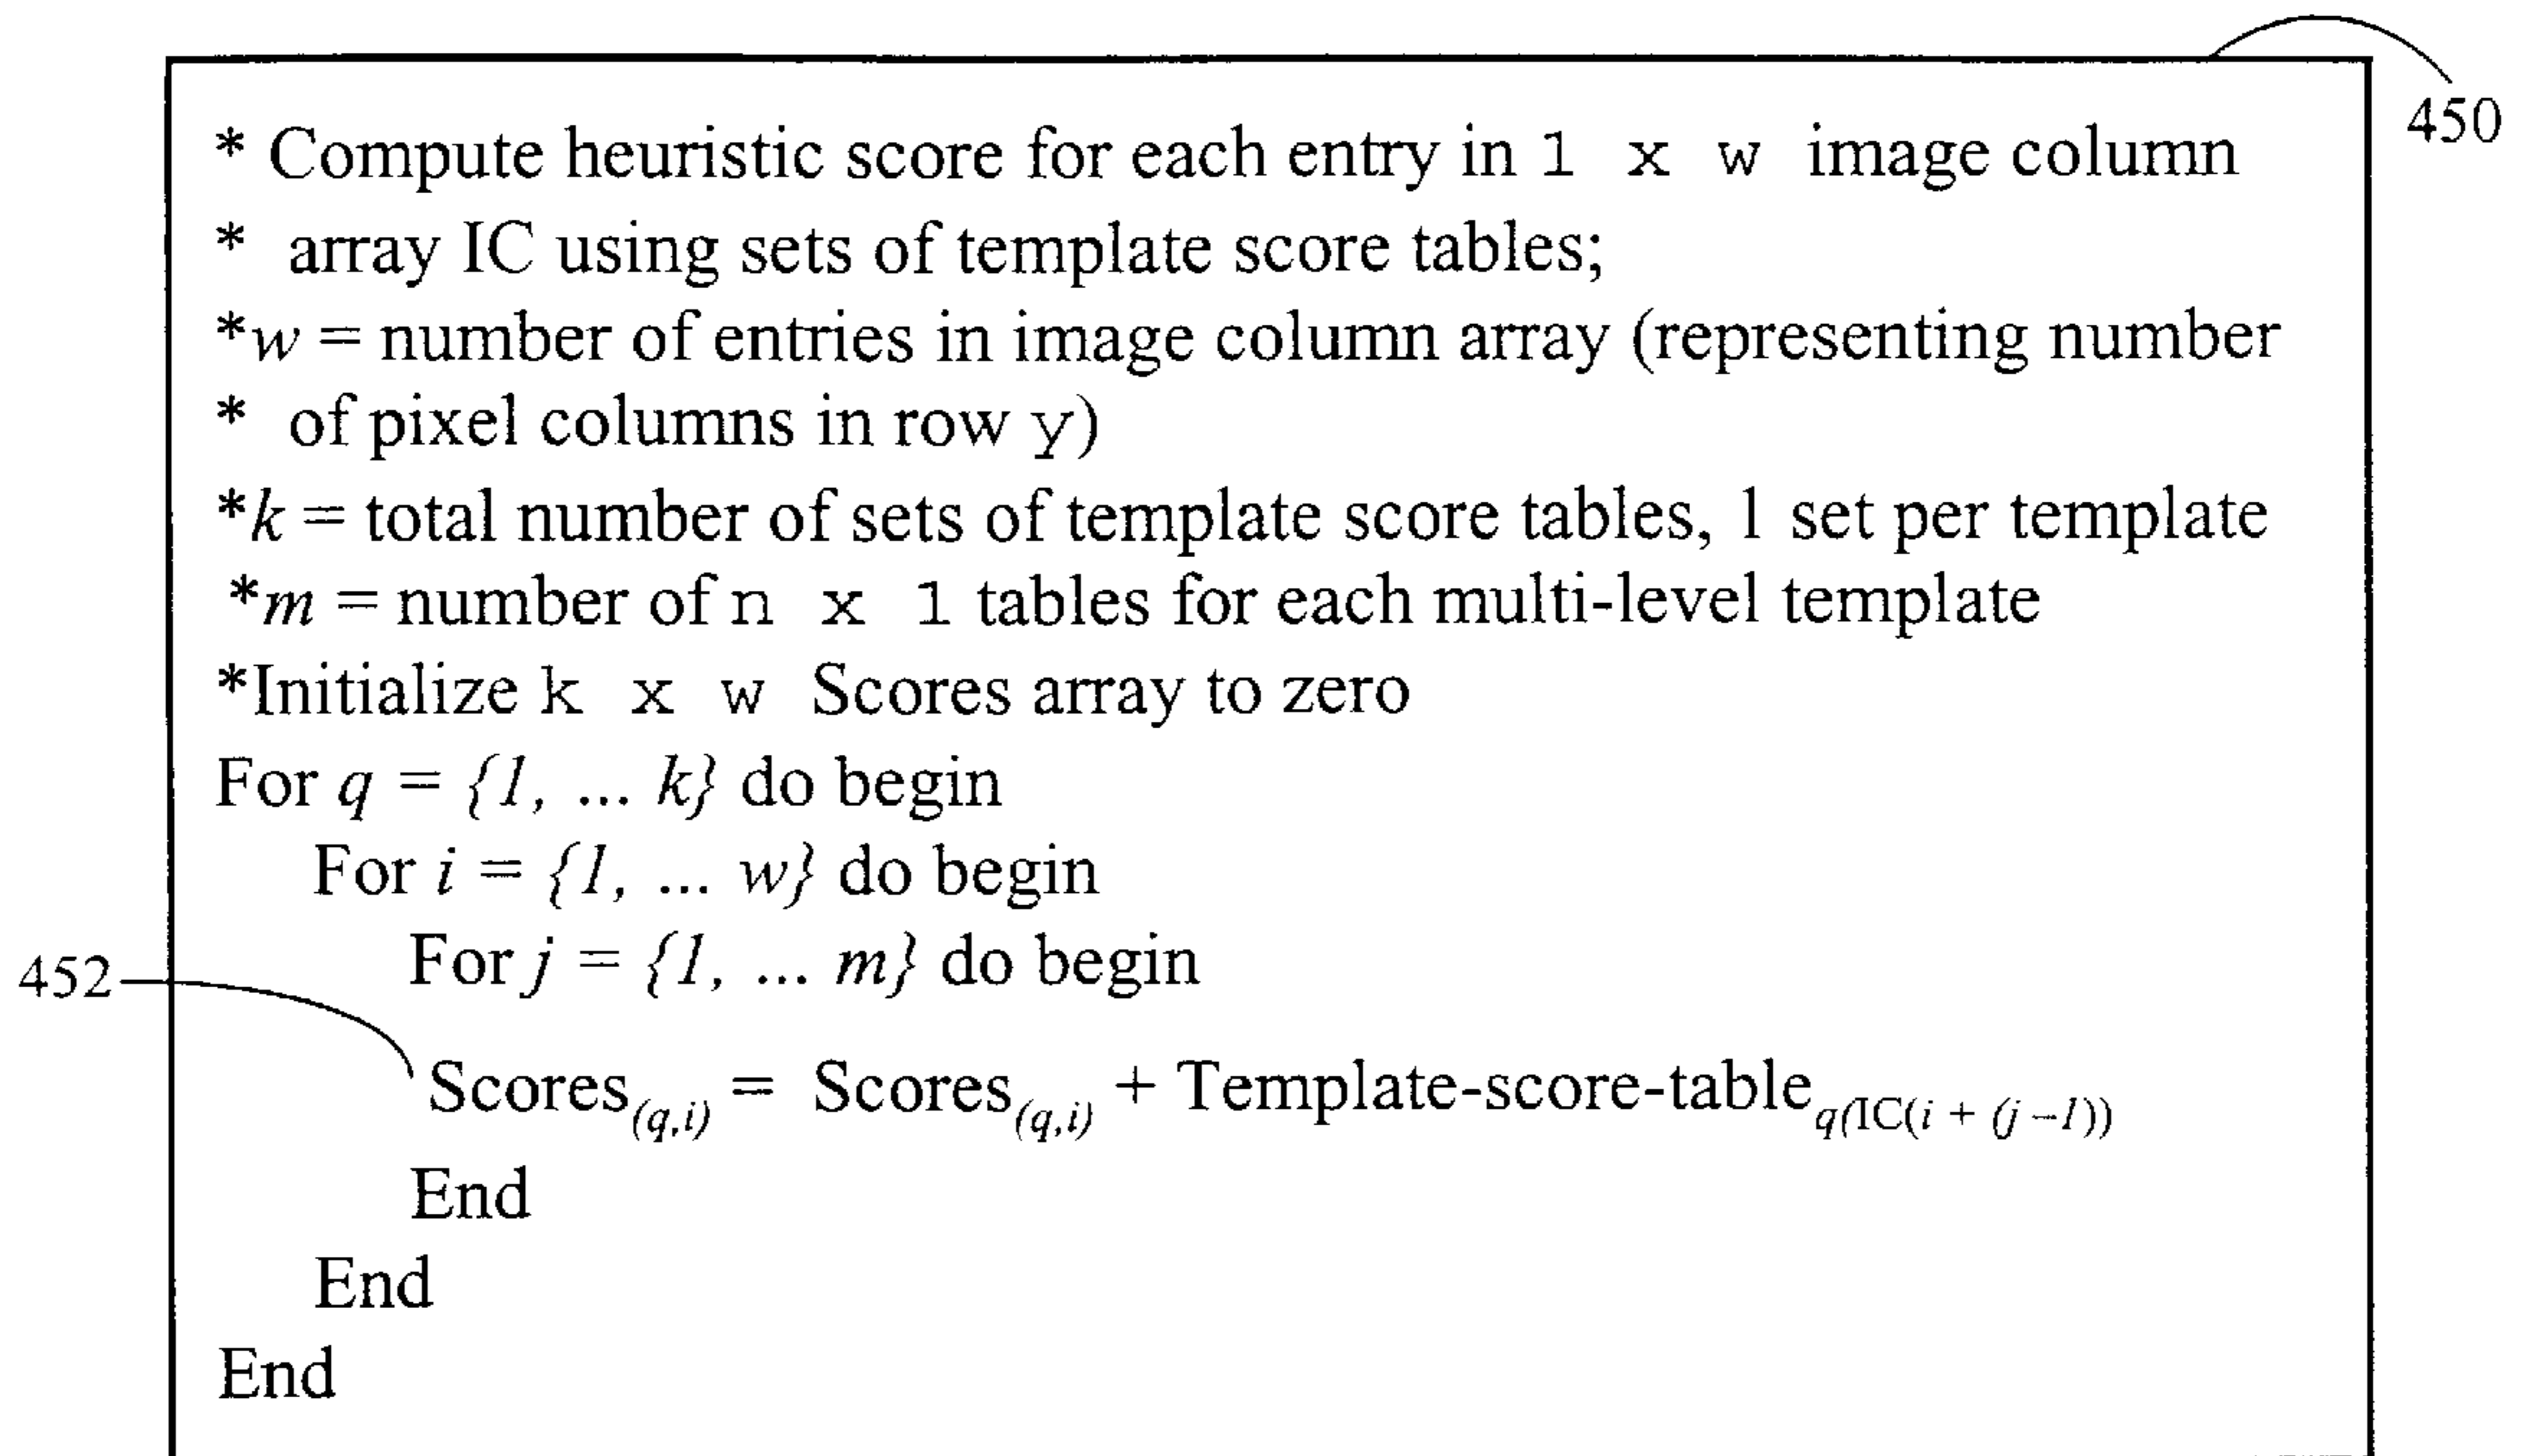 450
* Compute heuristic score for each entry in 1 x w image column
* array IC using sets of template score tables;
*w = number of entries in image column array (representing number
* of pixel columns in row y)
*k = total number of sets of template score tables, 1 set per template
*m = number of n x 1 tables for each multi-level template
*Initialize k x w Scores array to zero
For q = {1, ... k} do begin
For i = {1, ... w} do begin
For j = {1, ... m} do begin
452
Scores(q,i) = Scores(q,i) + Template-score-tableq(IC(i + (j –1))
End
End
End